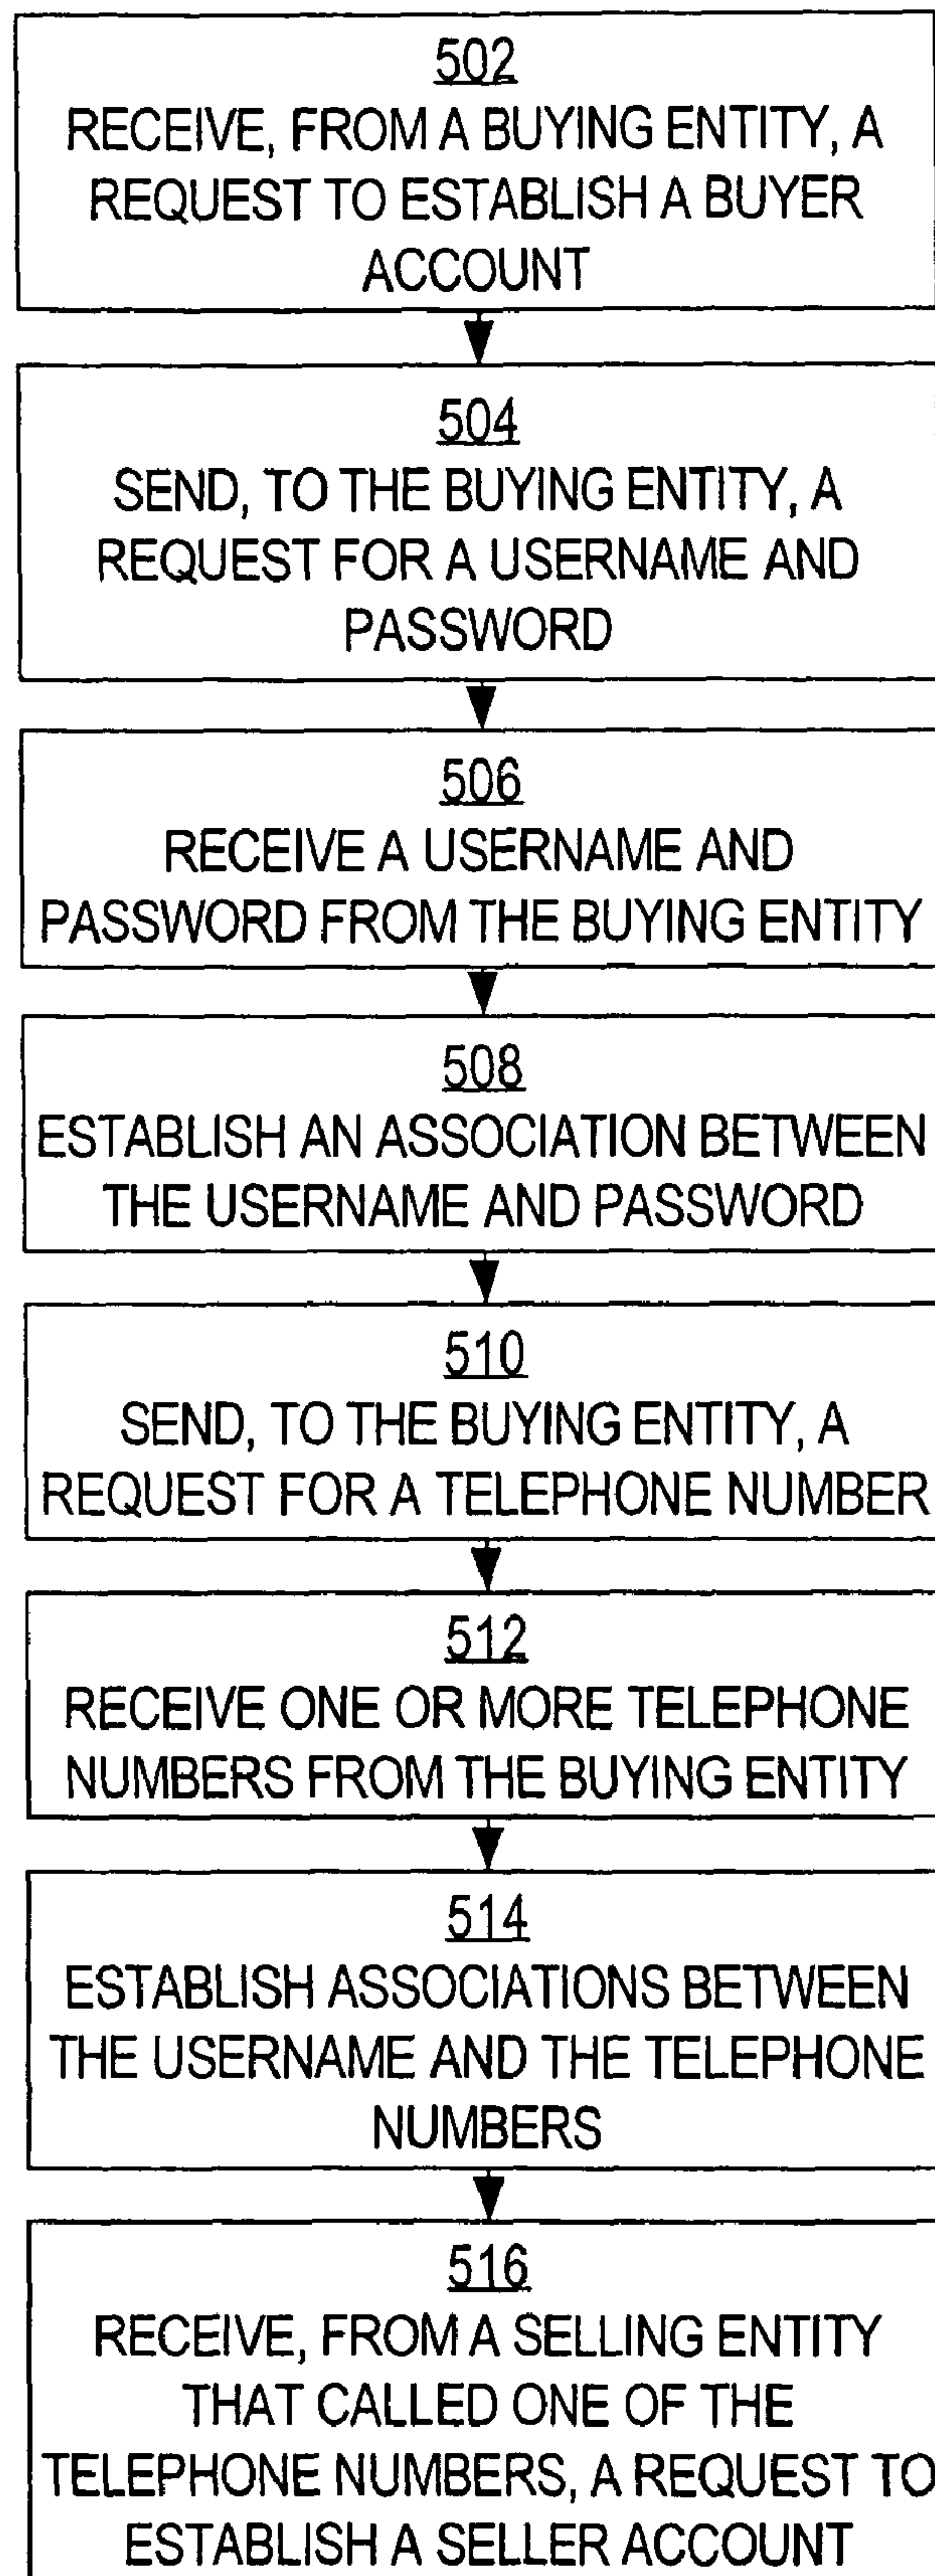 502
RECEIVE, FROM A BUYING ENTITY, A
REQUEST TO ESTABLISH A BUYER
ACCOUNT
504
SEND, TO THE BUYING ENTITY, A
REQUEST FOR A USERNAME AND
PASSWORD
506
RECEIVE A USERNAME AND
PASSWORD FROM THE BUYING ENTITY
508
ESTABLISH AN ASSOCIATION BETWEEN
THE USERNAME AND PASSWORD
510
SEND, TO THE BUYING ENTITY, A
REQUEST FOR A TELEPHONE NUMBER
512
RECEIVE ONE OR MORE TELEPHONE
NUMBERS FROM THE BUYING ENTITY
514
ESTABLISH ASSOCIATIONS BETWEEN
THE USERNAME AND THE TELEPHONE
NUMBERS
516
RECEIVE, FROM A SELLING ENTITY
THAT CALLED ONE OF THE
TELEPHONE NUMBERS, A REQUEST TO
ESTABLISH A SELLER ACCOUNT